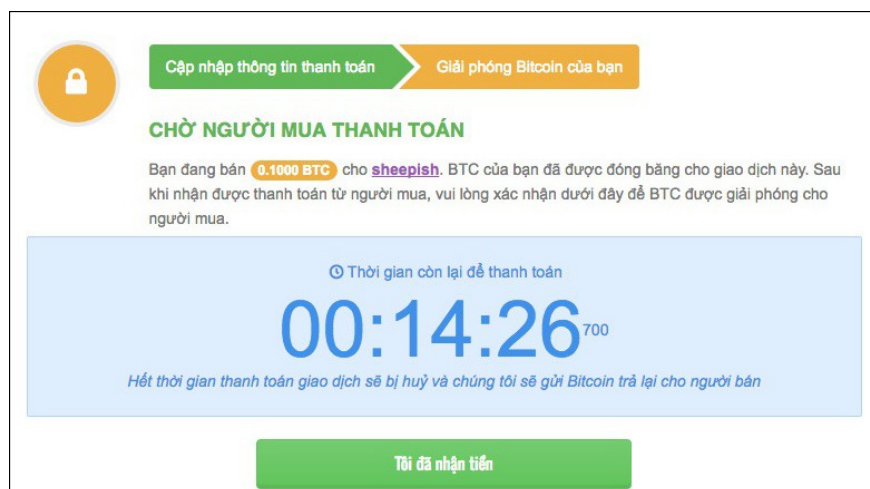 Cập nhập thông tin thanh toán
Giải phóng Bitcoin của bạn
CHỜ NGƯỜI MUA THANH TOÁN
Bạn đang bán 0.1000 BTC cho sheepish. BTC của bạn đã được đóng băng cho giao dịch này. Sau
khi nhận được thanh toán từ người mua, vui lòng xác nhận dưới đây để BTC được giải phóng cho
người mua.
Thời gian còn lại để thanh toán
00:14:26 700
Hết thời gian thanh toán giao dịch sẽ bị huỷ và chúng tôi sẽ gửi Bitcoin trả lại cho người bán
Tôi đã nhận tiền